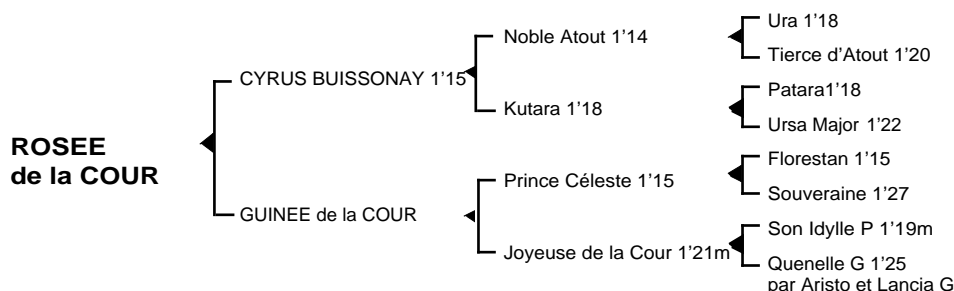 ROSEE
de la COUR
CYRUS BUISSONAY 1'15
GUINEE de la COUR
Noble Atout 1'14
Kutara 1'18
Prince Céleste 1'15
Joyeuse de la Cour 1'21m
Ura 1'18
Tierce d'Atout 1'20
Patara1'18
Ursa Major 1'22
Florestan 1'15
Souveraine 1'27
Son Idylle P 1'19m
Quenelle G 1'25
par Aristo et Lancia G